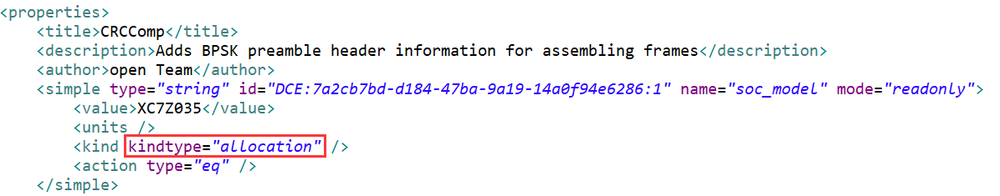 <properties>
<title>CRCComp</title>
<description>Adds BPSK preamble header information for assembling frames</description>
<author>open Team</author>
<simple type="string" id="DCE:7a2cb7bd-d184-47ba-9a19-14a0f94e6286:1" name="soc_model" mode="readonly">
<value>XC7Z035</value>
<units />
<kind kindtype="allocation" />
<action type="eq" />
</simple>